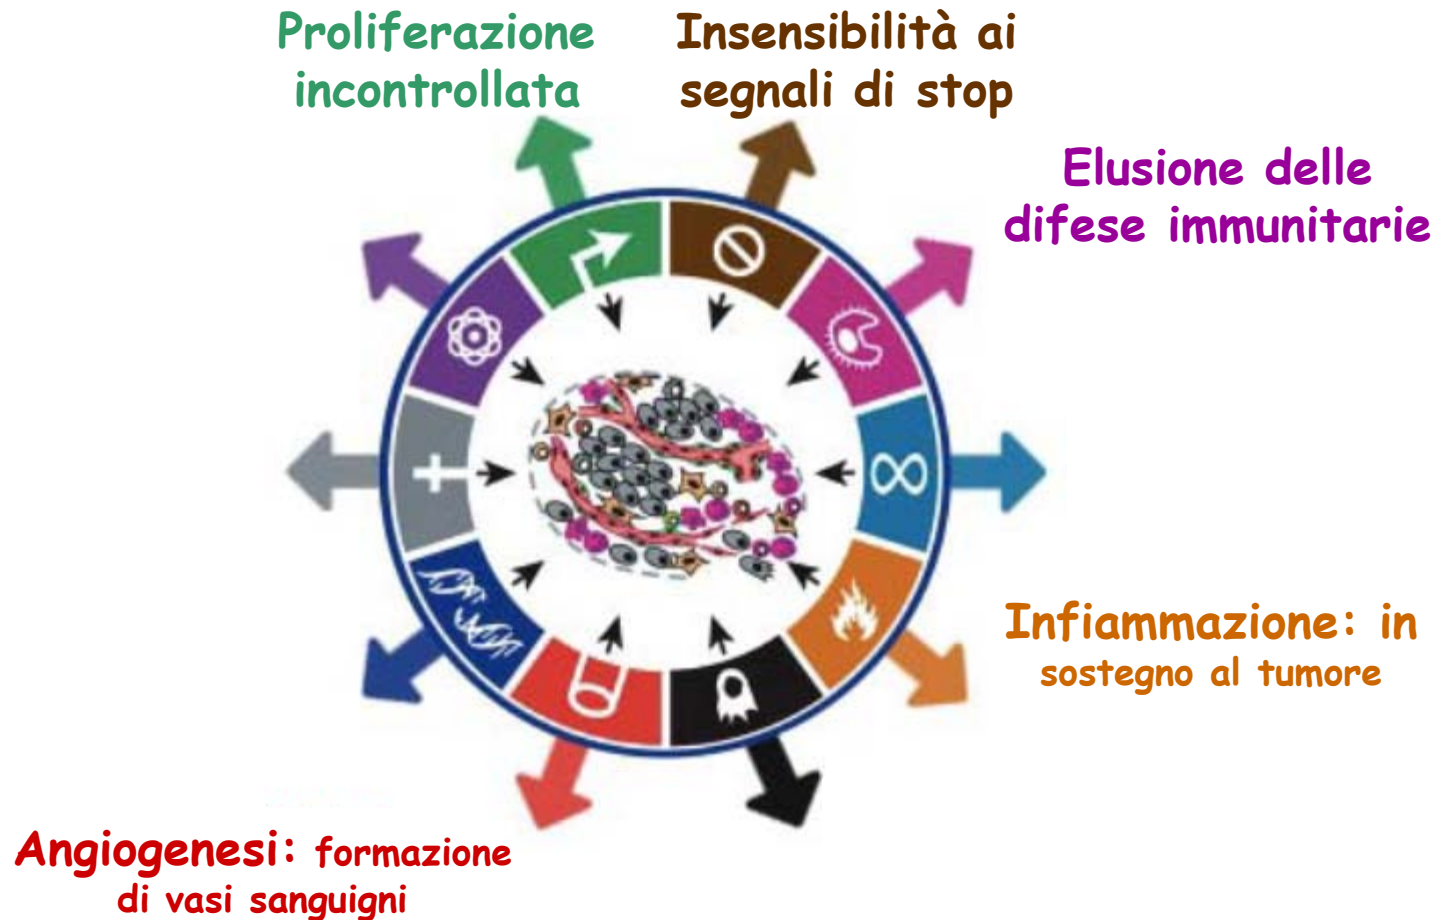 Proliferazione
incontrollata
Insensibilità ai
segnali di stop
Elusione delle
difese immunitarie
Infiammazione: in
sostegno al tumore
Angiogenesi: formazione
di vasi sanguigni